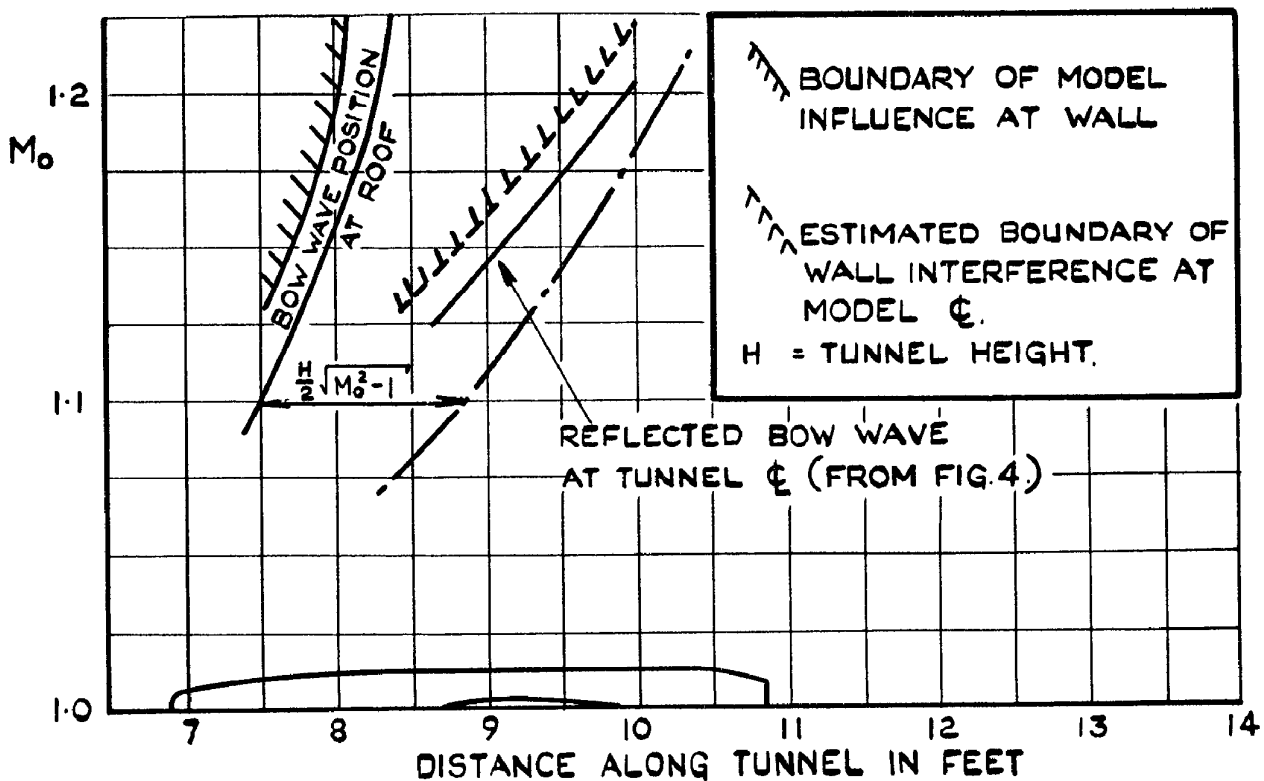 M₀
1·2
1·1
1·0
BOW WAVE POSITION
AT ROOF
H/2 √M₀²-1
BOUNDARY OF MODEL
INFLUENCE AT WALL
ESTIMATED BOUNDARY OF
WALL INTERFERENCE AT
MODEL ℄.
H = TUNNEL HEIGHT.
REFLECTED BOW WAVE
AT TUNNEL ℄ (FROM FIG.4.)
7 8 9 10 11 12 13 14
DISTANCE ALONG TUNNEL IN FEET